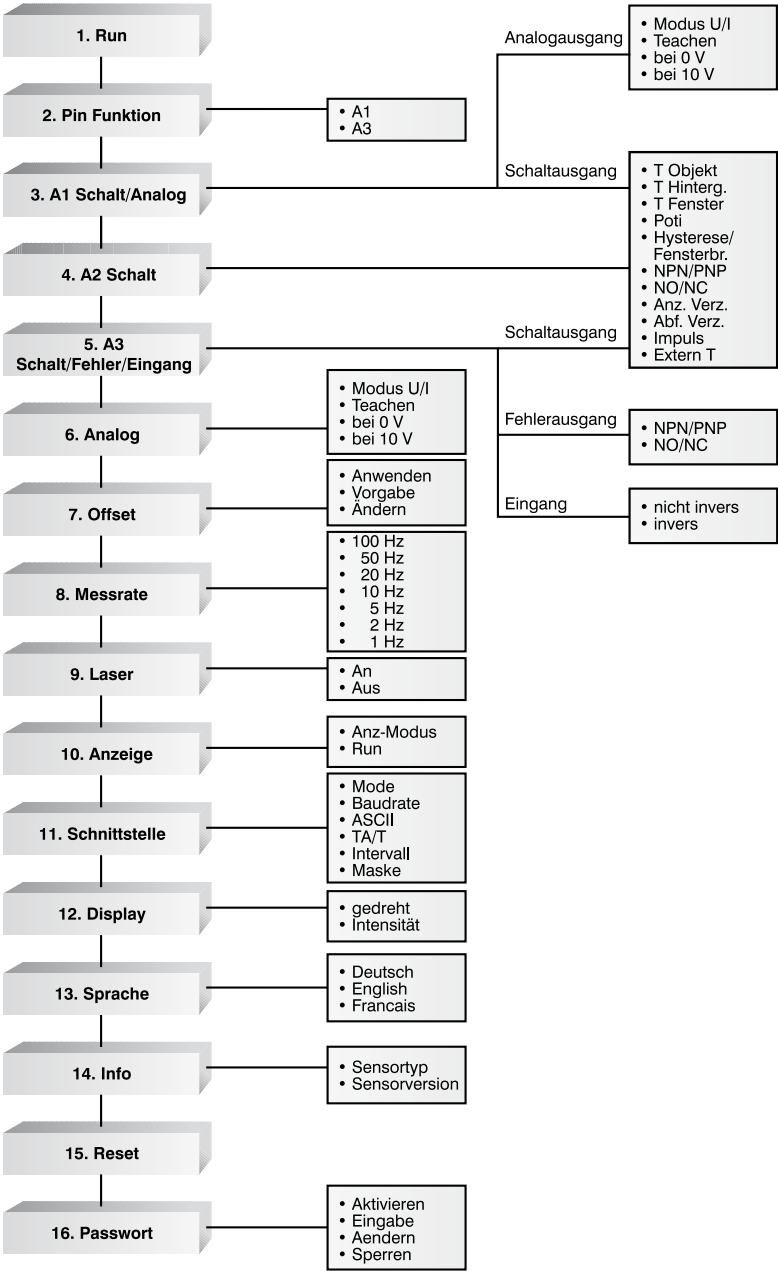 1. Run
2. Pin Funktion
• A1
• A3
3. A1 Schalt/Analog
Analogausgang
• Modus U/I
• Teachen
• bei 0 V
• bei 10 V
Schaltausgang
• T Objekt
• T Hinterg.
• T Fenster
• Poti
• Hysterese/
Fensterbr.
• NPN/PNP
• NO/NC
• Anz. Verz.
• Abf. Verz.
• Impuls
• Extern T
4. A2 Schalt
5. A3
Schalt/Fehler/Eingang
Schaltausgang
Fehlerausgang
• NPN/PNP
• NO/NC
Eingang
• nicht invers
• invers
6. Analog
• Modus U/I
• Teachen
• bei 0 V
• bei 10 V
7. Offset
• Anwenden
• Vorgabe
• Ändern
8. Messrate
• 100 Hz
• 50 Hz
• 20 Hz
• 10 Hz
• 5 Hz
• 2 Hz
• 1 Hz
9. Laser
• An
• Aus
10. Anzeige
• Anz-Modus
• Run
11. Schnittstelle
• Mode
• Baudrate
• ASCII
• TA/T
• Intervall
• Maske
12. Display
• gedreht
• Intensität
13. Sprache
• Deutsch
• English
• Francais
14. Info
• Sensortyp
• Sensorversion
15. Reset
16. Passwort
• Aktivieren
• Eingabe
• Aendern
• Sperren